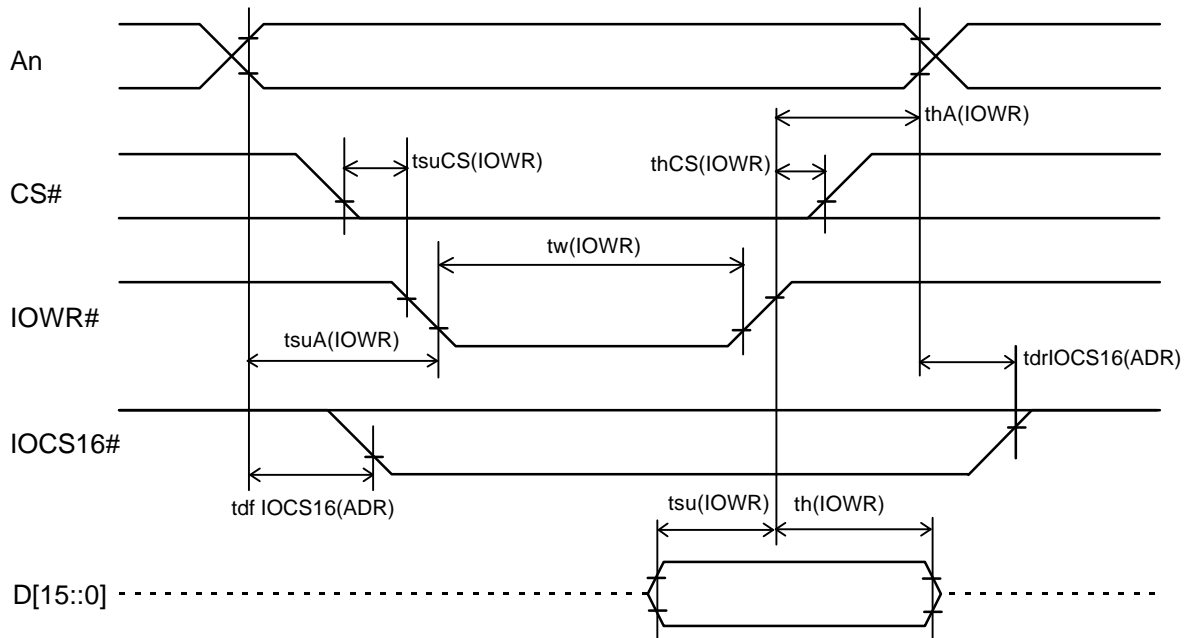 An
thA(IOWR)
tsuCS(IOWR)
thCS(IOWR)
CS#
tw(IOWR)
IOWR#
tsuA(IOWR)
tdrIOCS16(ADR)
IOCS16#
tdf IOCS16(ADR)
tsu(IOWR)
th(IOWR)
D[15::0]